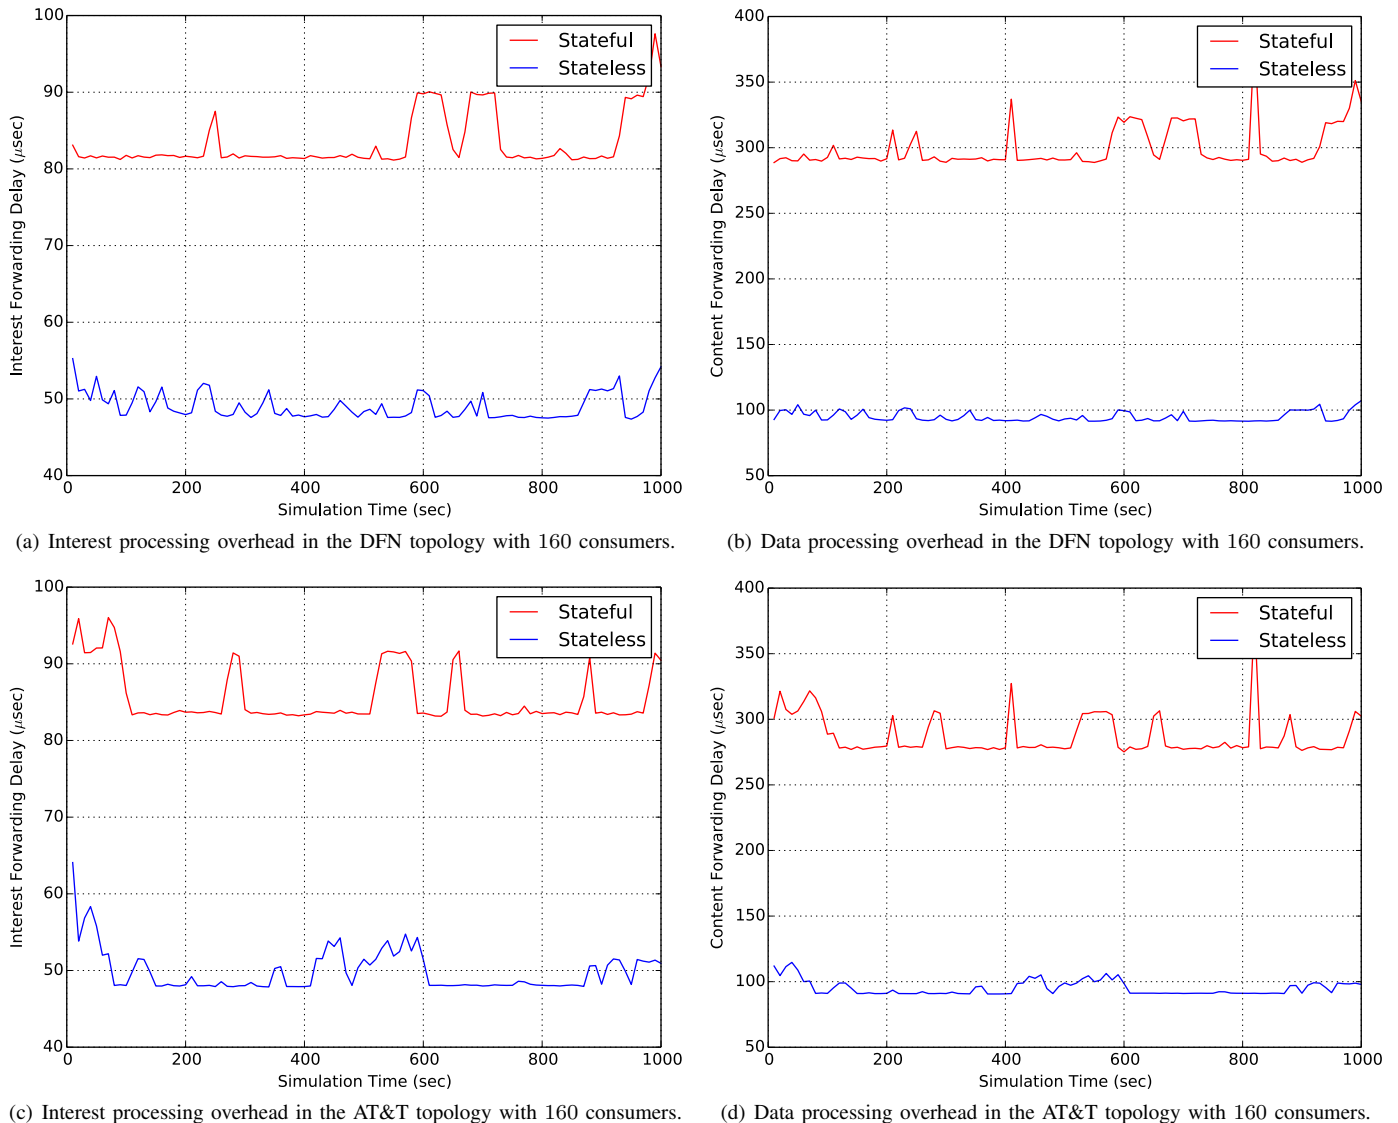 100
90
80
70
60
50
40
0
200
400
600
800
1000
Interest Forwarding Delay (μsec)
Simulation Time (sec)
Stateful
Stateless
(a) Interest processing overhead in the DFN topology with 160 consumers.
400
350
300
250
200
150
100
50
0
200
400
600
800
1000
Content Forwarding Delay (μsec)
Simulation Time (sec)
Stateful
Stateless
(b) Data processing overhead in the DFN topology with 160 consumers.
100
90
80
70
60
50
40
0
200
400
600
800
1000
Interest Forwarding Delay (μsec)
Simulation Time (sec)
Stateful
Stateless
(c) Interest processing overhead in the AT&T topology with 160 consumers.
400
350
300
250
200
150
100
50
0
200
400
600
800
1000
Content Forwarding Delay (μsec)
Simulation Time (sec)
Stateful
Stateless
(d) Data processing overhead in the AT&T topology with 160 consumers.